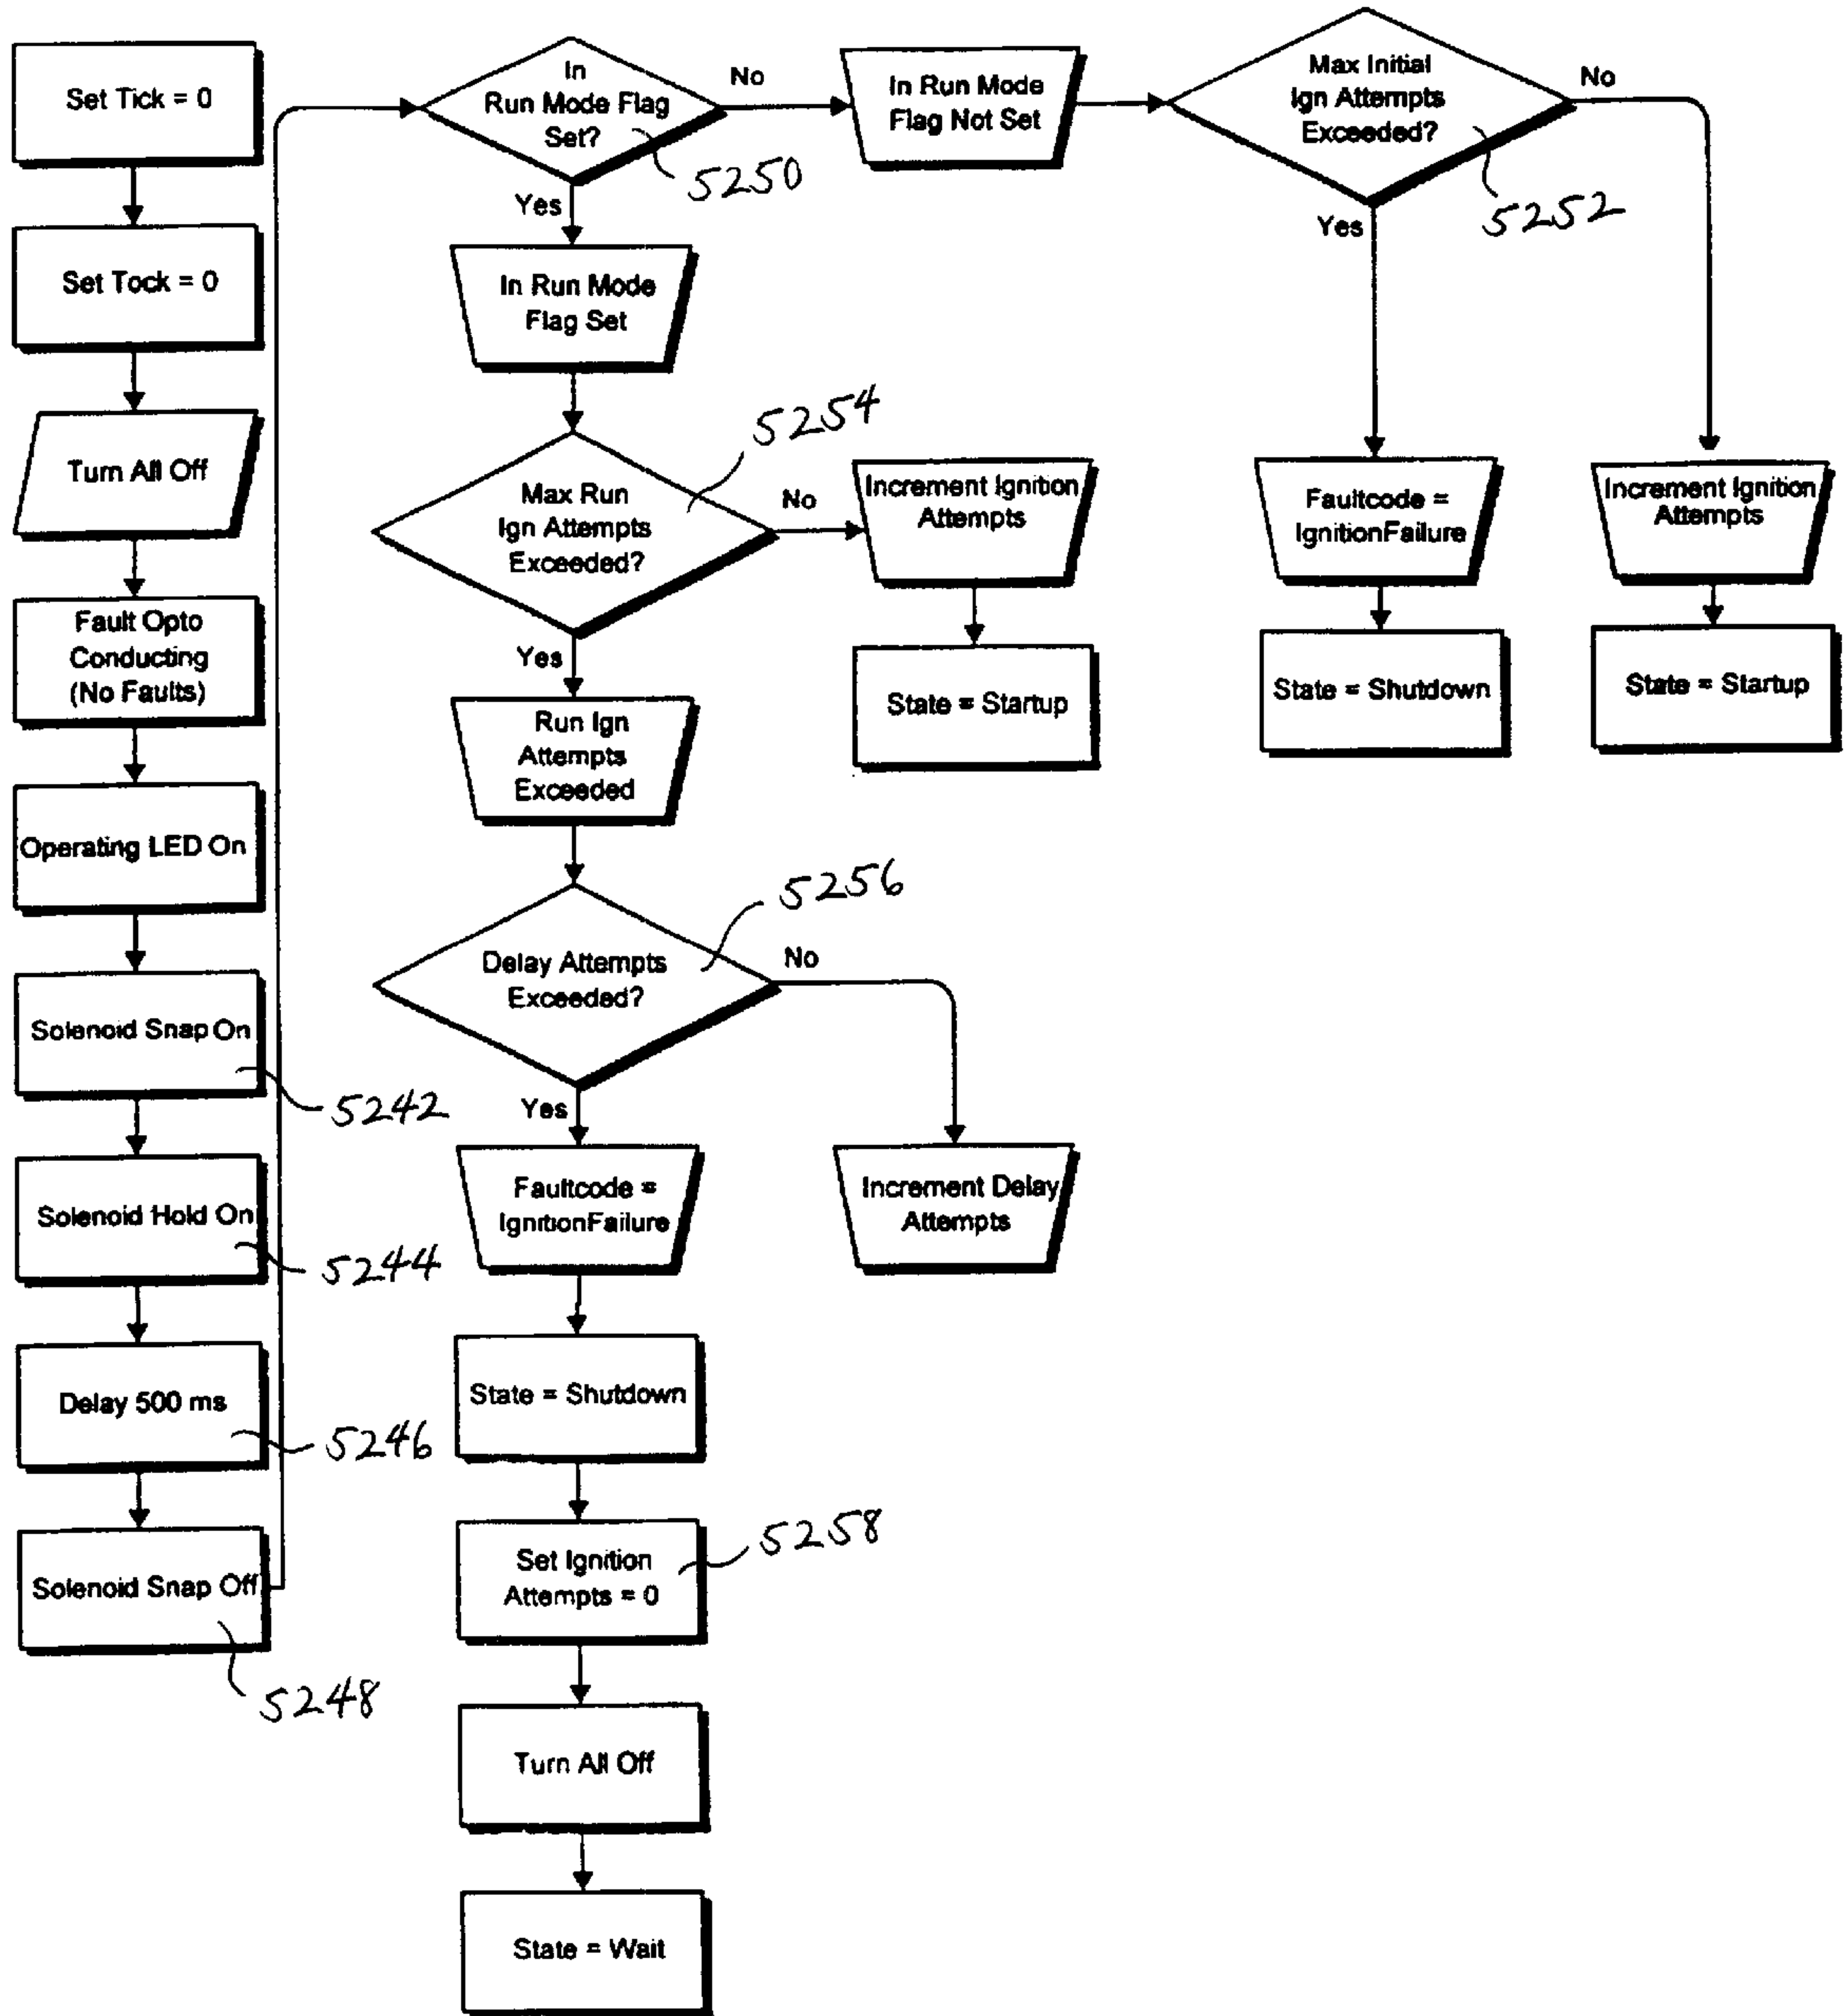 Set Tick = 0
Set Tock = 0
Turn All Off
Fault Opto
Conducting
(No Faults)
Operating LED On
Solenoid Snap On
5242
Solenoid Hold On
5244
Delay 500 ms
5246
Solenoid Snap Off
5248
In
Run Mode Flag
Set?
5250
No
Yes
In Run Mode
Flag Not Set
Max Initial
Ign Attempts
Exceeded?
5252
No
Yes
In Run Mode
Flag Set
Max Run
Ign Attempts
Exceeded?
5254
No
Yes
Increment Ignition
Attempts
State = Startup
Faultcode =
IgnitionFailure
State = Shutdown
Increment Ignition
Attempts
State = Startup
Run Ign
Attempts
Exceeded
Delay Attempts
Exceeded?
5256
No
Yes
Faultcode =
IgnitionFailure
Increment Delay
Attempts
State = Shutdown
Set Ignition
Attempts = 0
5258
Turn All Off
State = Wait